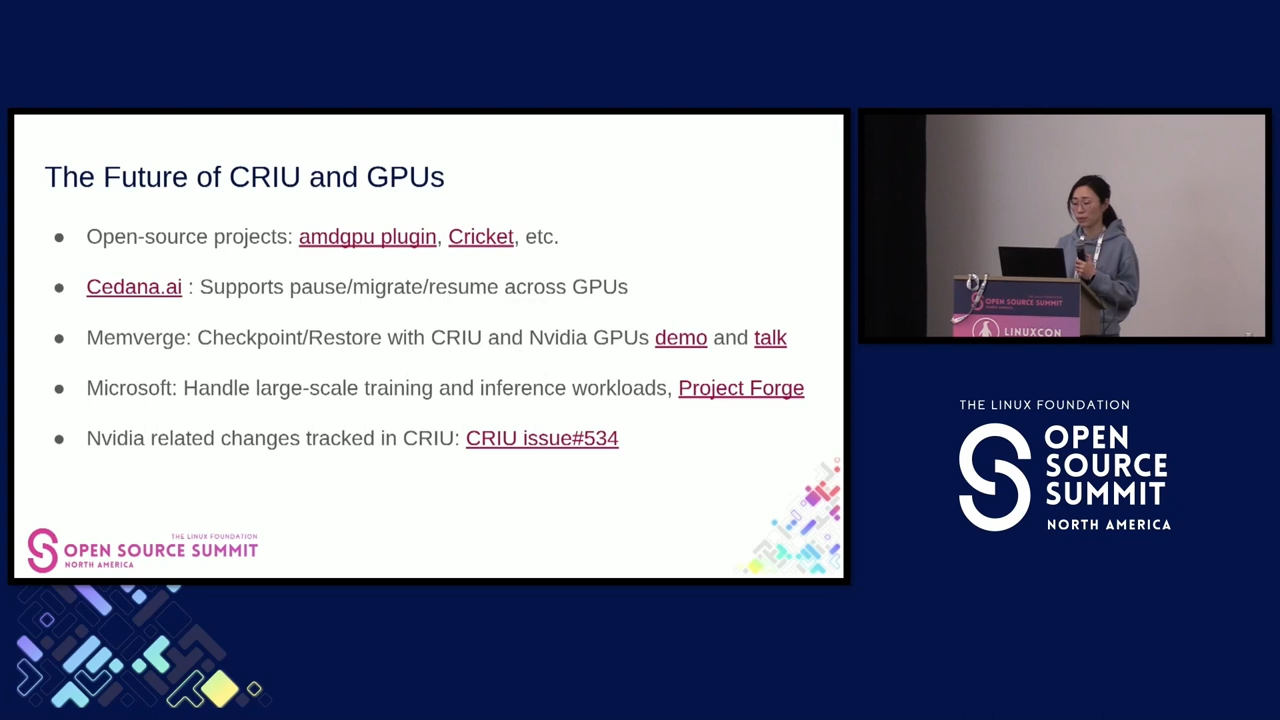 The Future of CRIU and GPUs
● Open-source projects: amdgpu plugin, Cricket, etc.
● Cedana.ai : Supports pause/migrate/resume across GPUs
● Memverge: Checkpoint/Restore with CRIU and Nvidia GPUs demo and talk
● Microsoft: Handle large-scale training and inference workloads, Project Forge
● Nvidia related changes tracked in CRIU: CRIU issue#534
THE LINUX FOUNDATION
OPEN SOURCE SUMMIT
NORTH AMERICA
OPEN SOURCE SUMMIT
LINUXCON
THE LINUX FOUNDATION
OPEN
SOURCE
SUMMIT
NORTH AMERICA